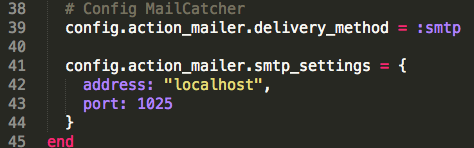 38 # Config MailCatcher
39 config.action_mailer.delivery_method = :smtp
40
41 config.action_mailer.smtp_settings = {
42 address: "localhost",
43 port: 1025
44 }
45 end